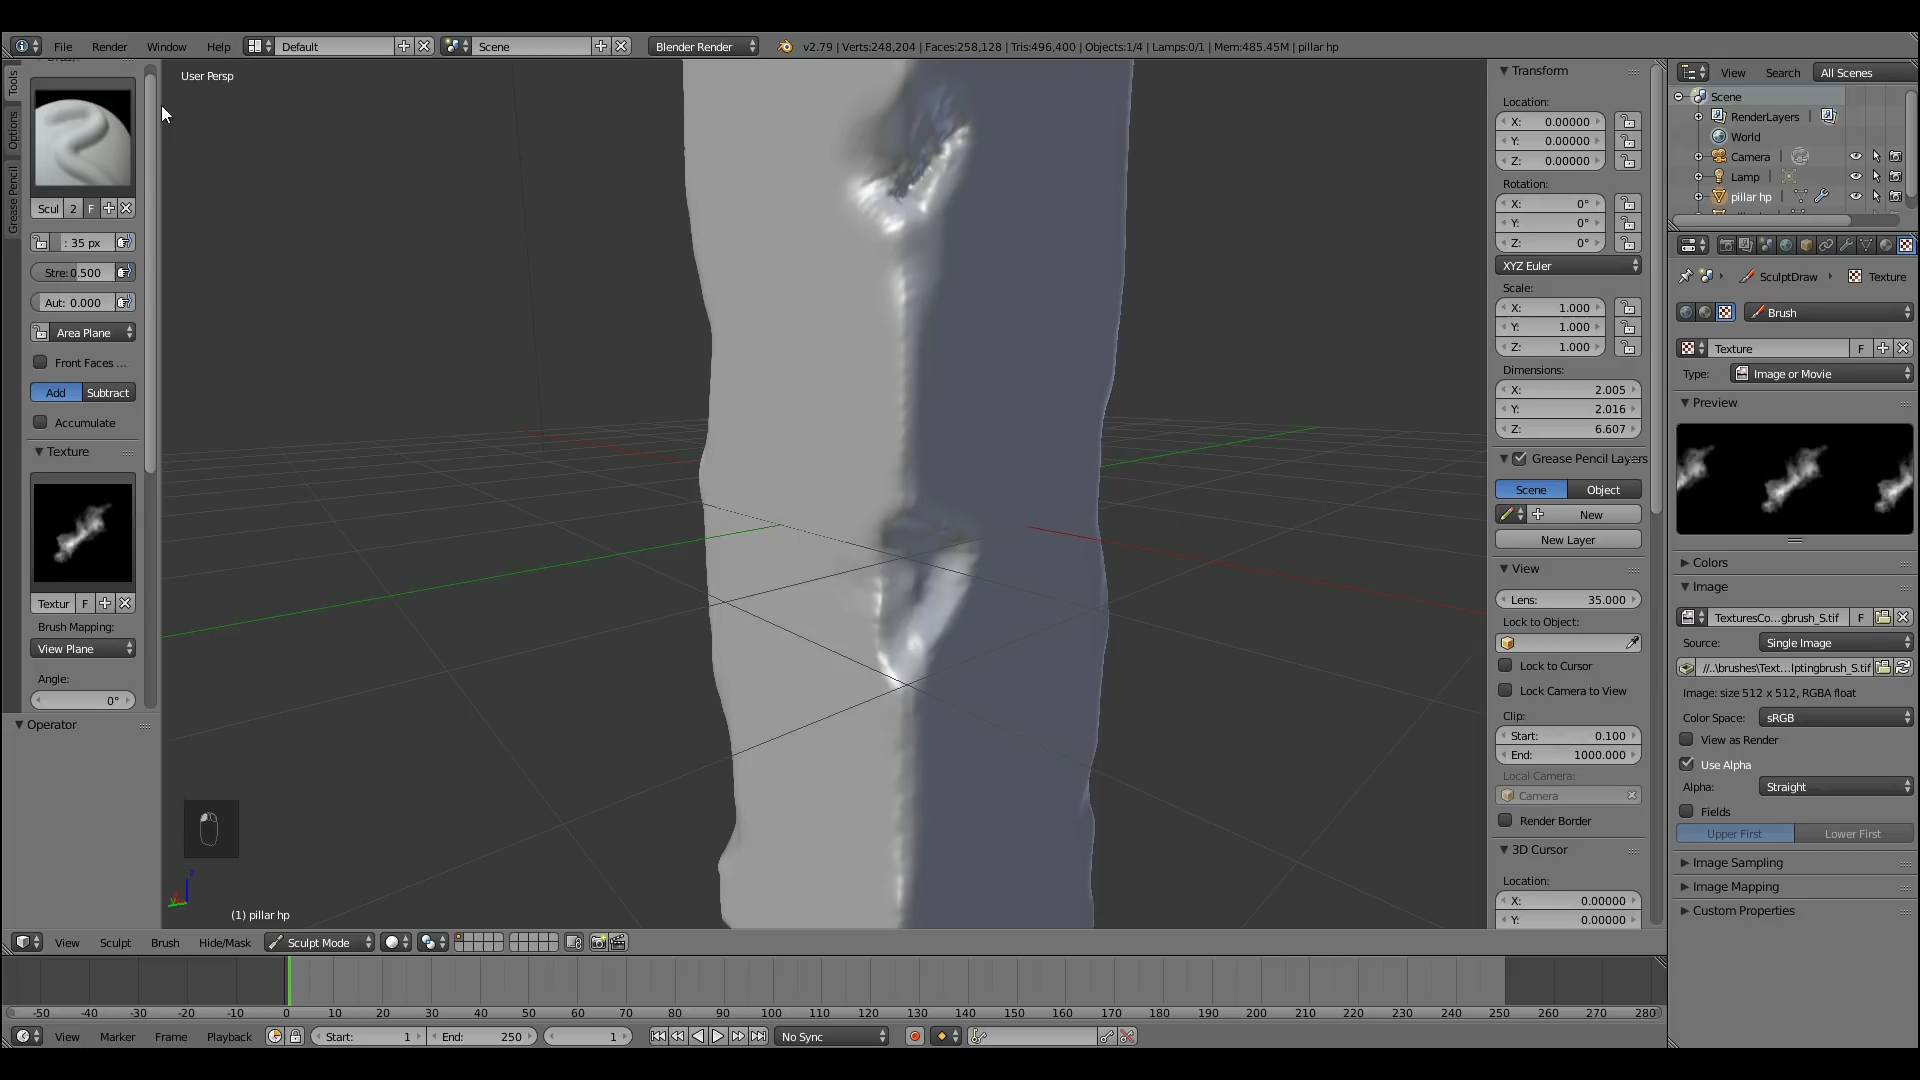 File Render Window Help Default Scene Blender Render v2.79 | Verts:248,204 | Faces:258,128 | Tris:496,400 | Objects:1/4 | Lamps:0/1 | Mem:485.45M | pillar hp
Tools
Options
Grease Pencil
Scul 2 F
: 35 px
Stre: 0.500
Aut: 0.000
Area Plane
Front Faces ...
Add Subtract
Accumulate
Texture
Textur F
Brush Mapping:
View Plane
Angle:
0°
Operator
User Persp
(1) pillar hp
Transform
Location:
X: 0.00000
Y: 0.00000
Z: 0.00000
Rotation:
X: 0°
Y: 0°
Z: 0°
XYZ Euler
Scale:
X: 1.000
Y: 1.000
Z: 1.000
Dimensions:
X: 2.005
Y: 2.016
Z: 6.607
Grease Pencil Layers
Scene Object
New
New Layer
View
Lens: 35.000
Lock to Object:
Lock to Cursor
Lock Camera to View
Clip:
Start: 0.100
End: 1000.000
Local Camera:
Camera
Render Border
3D Cursor
Location:
X: 0.00000
Y: 0.00000
View Search All Scenes
Scene
RenderLayers
World
Camera
Lamp
pillar hp
SculptDraw Texture
Brush
Texture F
Type: Image or Movie
Preview
Colors
Image
TexturesCo...gbrush_S.tif F
Source: Single Image
//..\brushes\Text...lptingbrush_S.tif
Image: size 512 x 512, RGBA float
Color Space: sRGB
View as Render
Use Alpha
Alpha: Straight
Fields
Upper First Lower First
Image Sampling
Image Mapping
Custom Properties
View Sculpt Brush Hide/Mask Sculpt Mode
-50 -40 -30 -20 -10 0 10 20 30 40 50 60 70 80 90 100 110 120 130 140 150 160 170 180 190 200 210 220 230 240 250 260 270 280
View Marker Frame Playback Start: 1 End: 250 1 No Sync